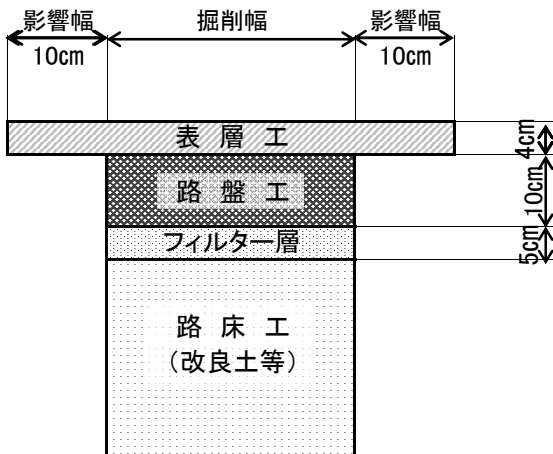 影響幅 掘削幅 影響幅
10cm 10cm
表 層 工
4cm
路 盤 工
10cm
フィルター層
5cm
路 床 工
(改良土等)